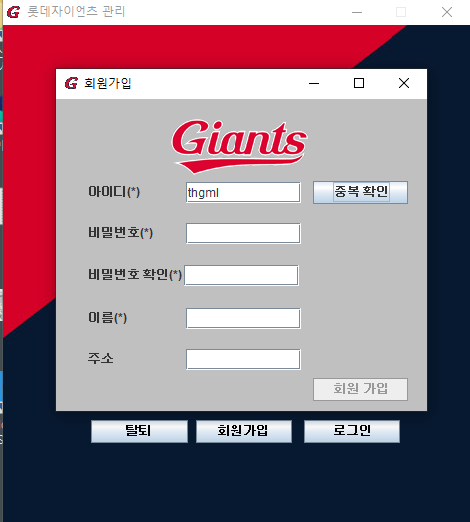 롯데자이언츠 관리
회원가입
Giants
아이디(*) thgml 중복 확인
비밀번호(*)
비밀번호 확인(*)
이름(*)
주소
회원 가입
탈퇴 회원가입 로그인